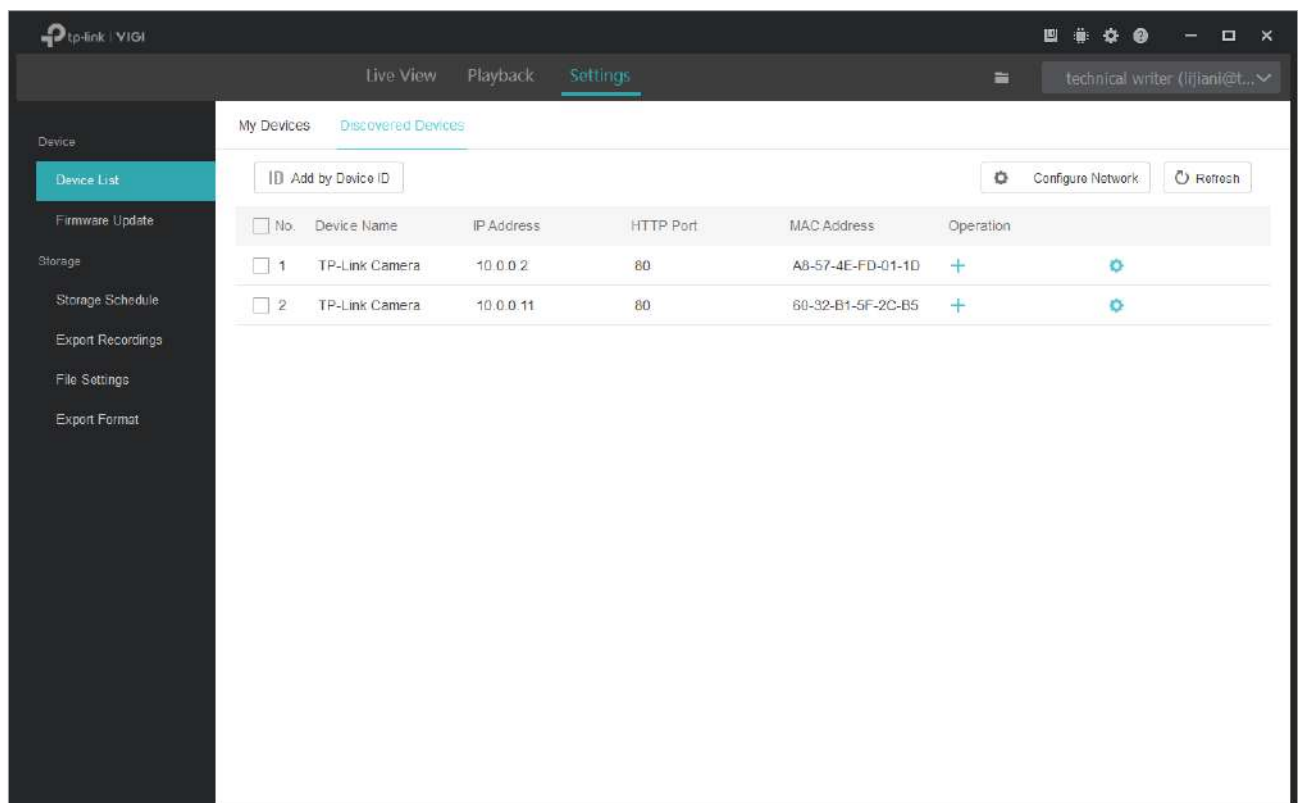 tp-link | VIGI
Live View Playback Settings technical writer (lijiani@t...
Device
My Devices Discovered Devices
Device List
ID Add by Device ID Configure Network Refresh
Firmware Update
No. Device Name IP Address HTTP Port MAC Address Operation
Storage
1 TP-Link Camera 10.0.0.2 80 A8-57-4E-FD-01-1D
Storage Schedule
2 TP-Link Camera 10.0.0.11 80 60-32-B1-5F-2C-B5
Export Recordings
File Settings
Export Format